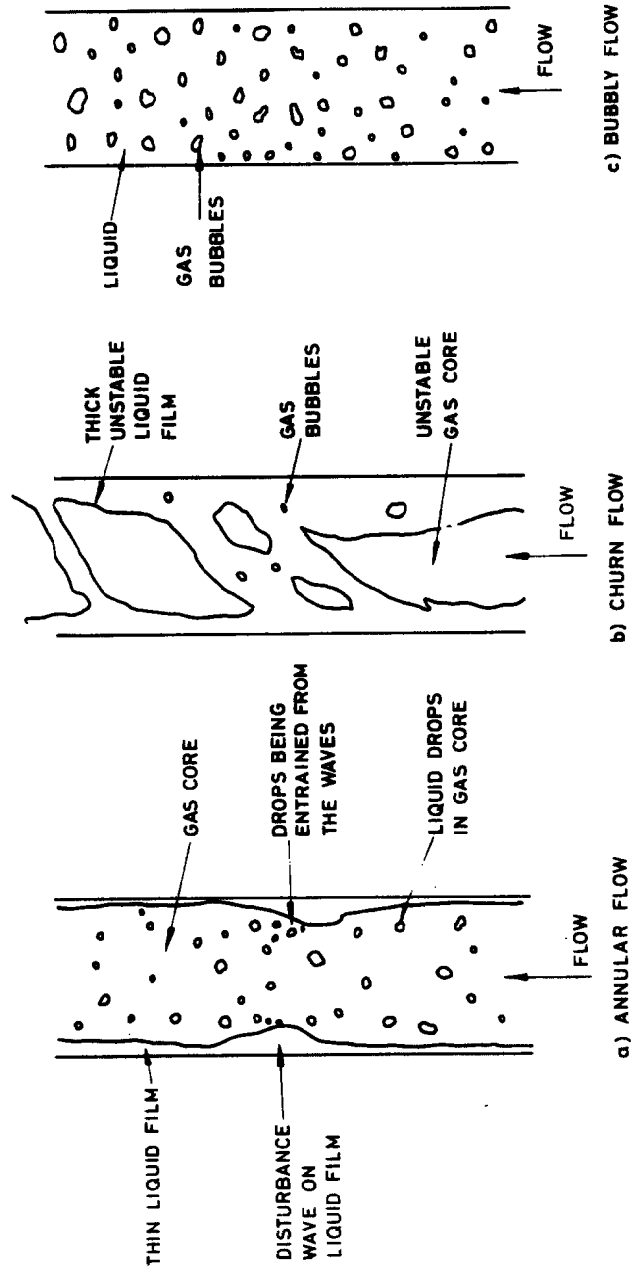 THIN LIQUID FILM
DISTURBANCE
WAVE ON
LIQUID FILM
GAS CORE
DROPS BEING
ENTRAINED FROM
THE WAVES
LIQUID DROPS
IN GAS CORE
FLOW
a) ANNULAR FLOW
THICK
UNSTABLE
LIQUID
FILM
GAS
BUBBLES
UNSTABLE
GAS CORE
FLOW
b) CHURN FLOW
LIQUID
GAS
BUBBLES
FLOW
c) BUBBLY FLOW